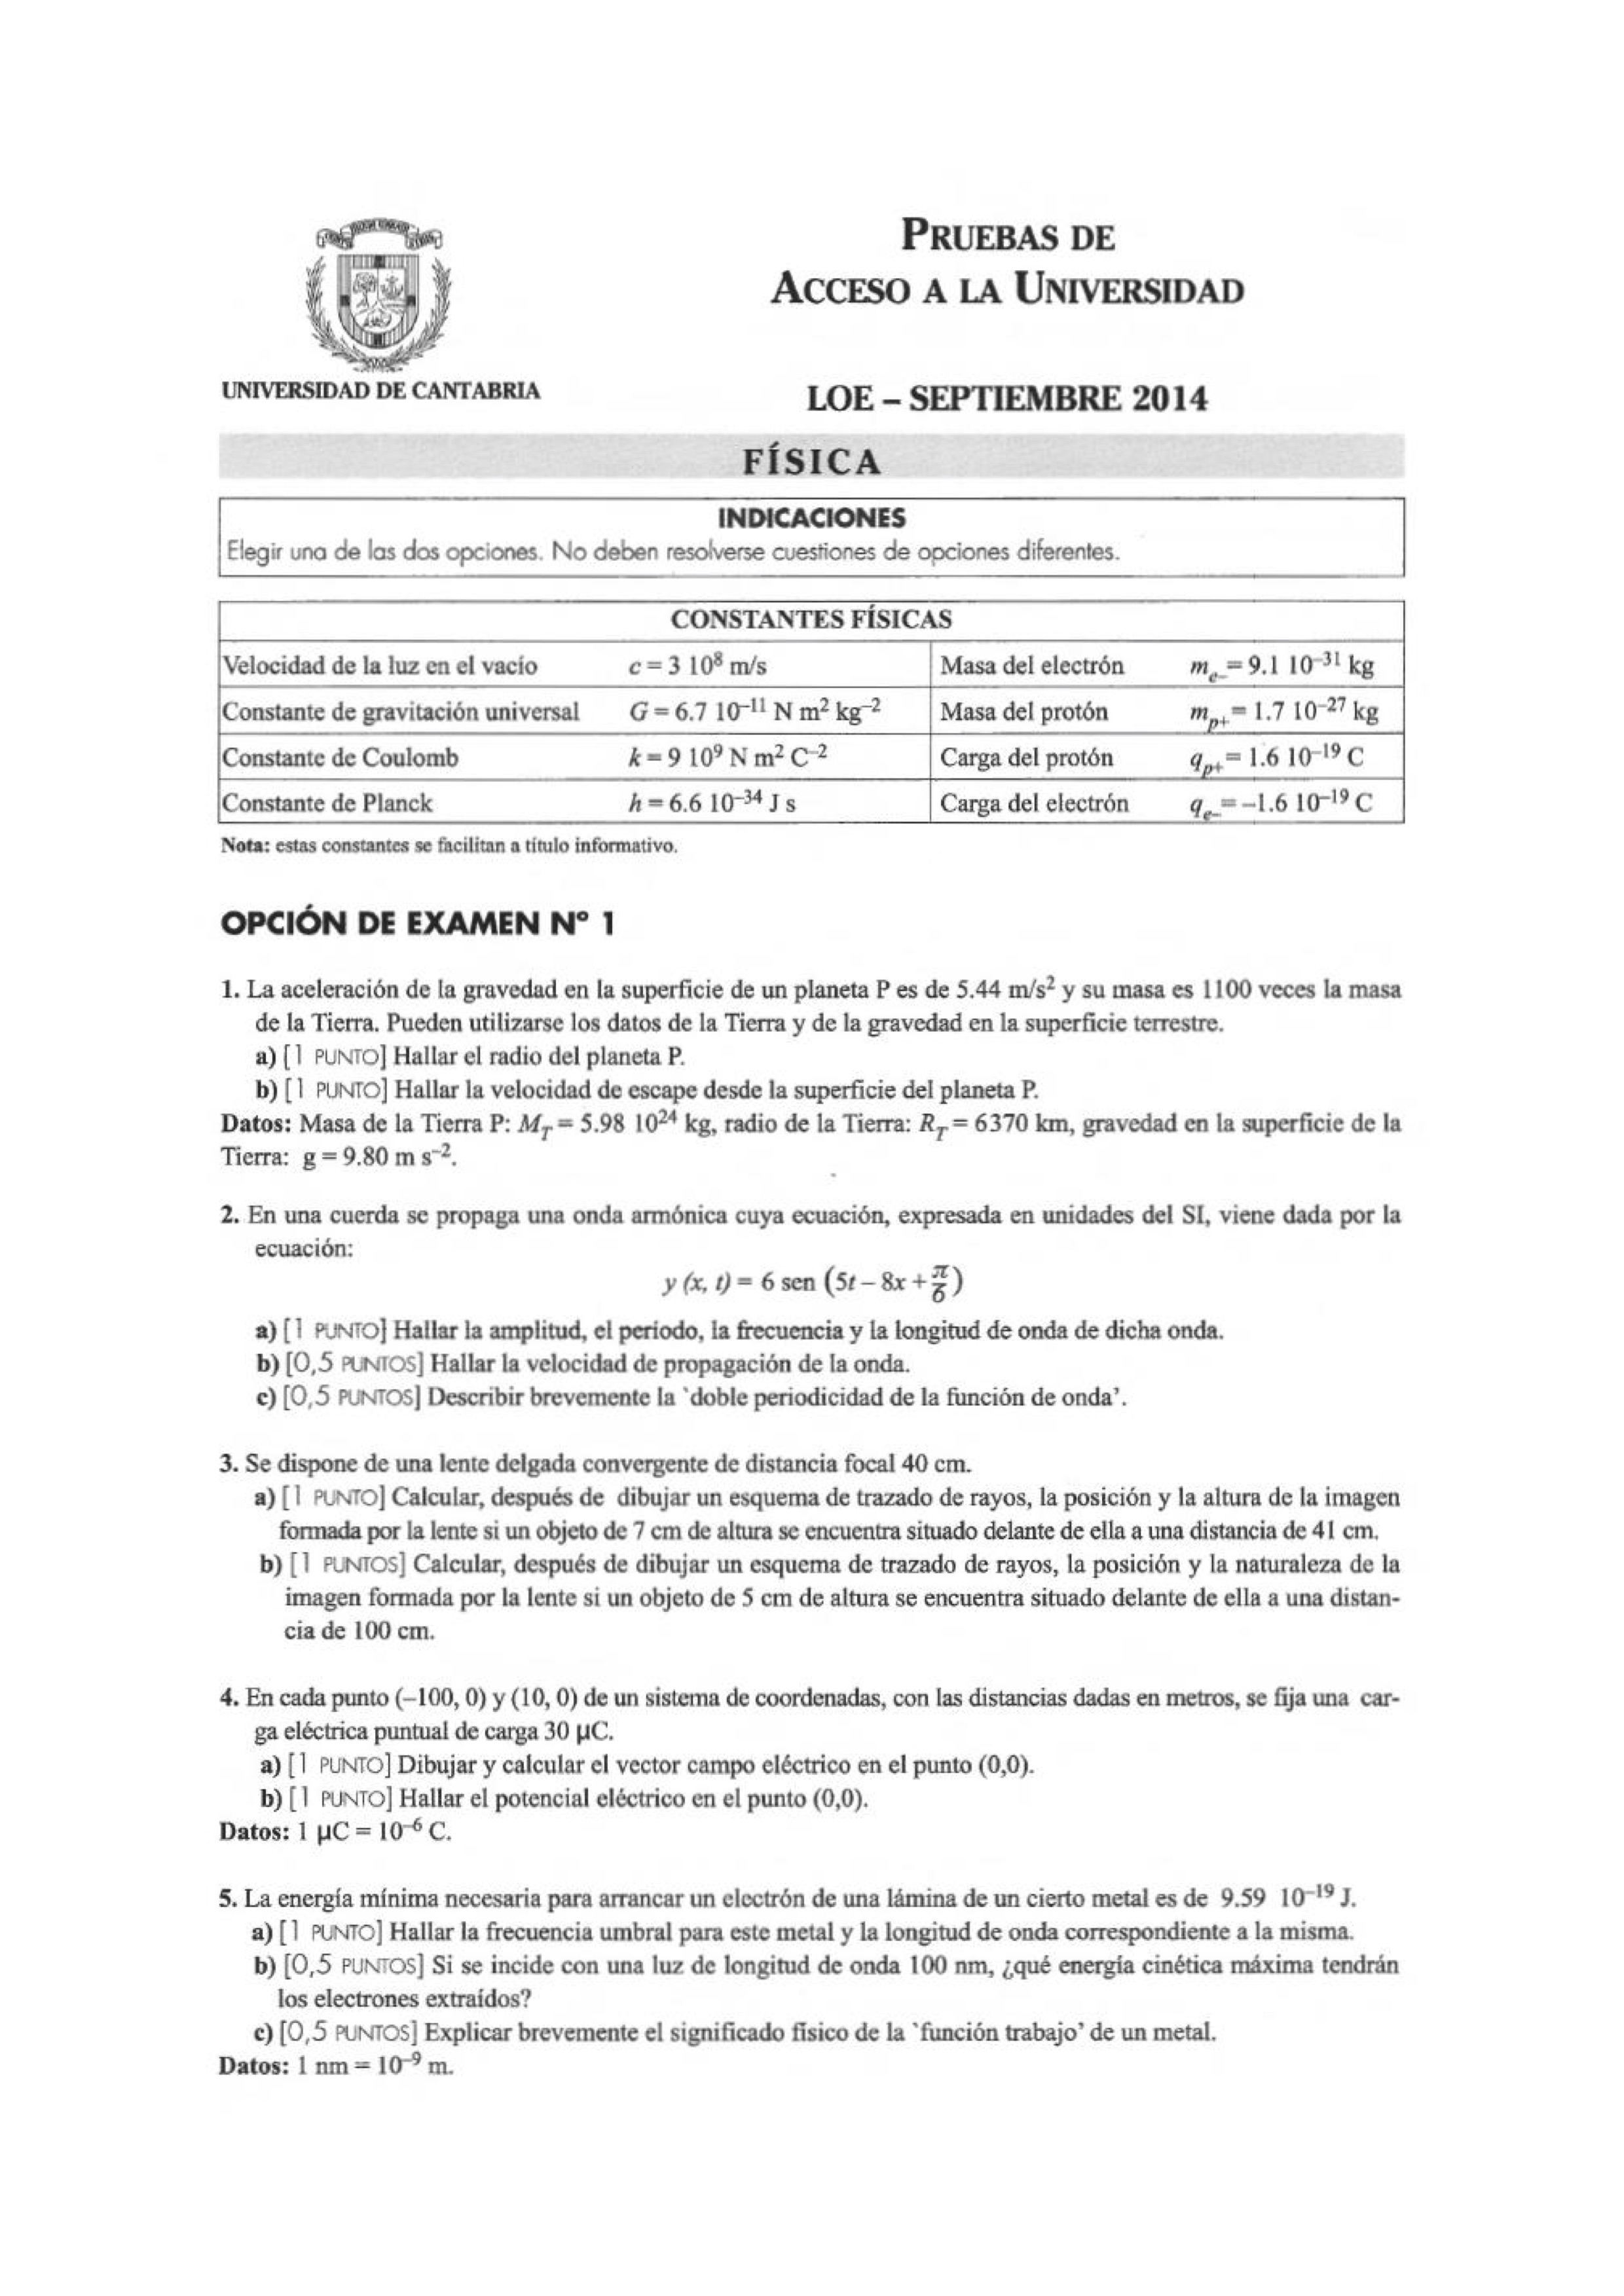 PRUEBAS DE
ACCESO A LA UNIVERSIDAD
UNIVERSIDAD DE CANTABRIA
LOE – SEPTIEMBRE 2014
FÍSICA
INDICACIONES
Elegir una de las dos opciones. No deben resolverse cuestiones de opciones diferentes.
CONSTANTES FÍSICAS
Velocidad de la luz en el vacío c = 3 10⁸ m/s Masa del electrón mₑ₋ = 9.1 10⁻³¹ kg
Constante de gravitación universal G = 6.7 10⁻¹¹ N m² kg⁻² Masa del protón mₚ₊ = 1.7 10⁻²⁷ kg
Constante de Coulomb k = 9 10⁹ N m² C⁻² Carga del protón qₚ₊ = 1.6 10⁻¹⁹ C
Constante de Planck h = 6.6 10⁻³⁴ J s Carga del electrón qₑ₋ = –1.6 10⁻¹⁹ C
Nota: estas constantes se facilitan a título informativo.
OPCIÓN DE EXAMEN Nº 1
1. La aceleración de la gravedad en la superficie de un planeta P es de 5.44 m/s² y su masa es 1100 veces la masa
de la Tierra. Pueden utilizarse los datos de la Tierra y de la gravedad en la superficie terrestre.
a) [1 PUNTO] Hallar el radio del planeta P.
b) [1 PUNTO] Hallar la velocidad de escape desde la superficie del planeta P.
Datos: Masa de la Tierra P: M_T = 5.98 10²⁴ kg, radio de la Tierra: R_T = 6370 km, gravedad en la superficie de la
Tierra: g = 9.80 m s⁻².
2. En una cuerda se propaga una onda armónica cuya ecuación, expresada en unidades del SI, viene dada por la
ecuación:
y (x, t) = 6 sen (5t – 8x + π/6)
a) [1 PUNTO] Hallar la amplitud, el período, la frecuencia y la longitud de onda de dicha onda.
b) [0,5 PUNTOS] Hallar la velocidad de propagación de la onda.
c) [0,5 PUNTOS] Describir brevemente la `doble periodicidad de la función de onda'.
3. Se dispone de una lente delgada convergente de distancia focal 40 cm.
a) [1 PUNTO] Calcular, después de dibujar un esquema de trazado de rayos, la posición y la altura de la imagen
formada por la lente si un objeto de 7 cm de altura se encuentra situado delante de ella a una distancia de 41 cm.
b) [1 PUNTOS] Calcular, después de dibujar un esquema de trazado de rayos, la posición y la naturaleza de la
imagen formada por la lente si un objeto de 5 cm de altura se encuentra situado delante de ella a una distan-
cia de 100 cm.
4. En cada punto (–100, 0) y (10, 0) de un sistema de coordenadas, con las distancias dadas en metros, se fija una car-
ga eléctrica puntual de carga 30 μC.
a) [1 PUNTO] Dibujar y calcular el vector campo eléctrico en el punto (0,0).
b) [1 PUNTO] Hallar el potencial eléctrico en el punto (0,0).
Datos: 1 μC = 10⁻⁶ C.
5. La energía mínima necesaria para arrancar un electrón de una lámina de un cierto metal es de 9.59 10⁻¹⁹ J.
a) [1 PUNTO] Hallar la frecuencia umbral para este metal y la longitud de onda correspondiente a la misma.
b) [0,5 PUNTOS] Si se incide con una luz de longitud de onda 100 nm, ¿qué energía cinética máxima tendrán
los electrones extraídos?
c) [0,5 PUNTOS] Explicar brevemente el significado físico de la `función trabajo' de un metal.
Datos: 1 nm = 10⁻⁹ m.